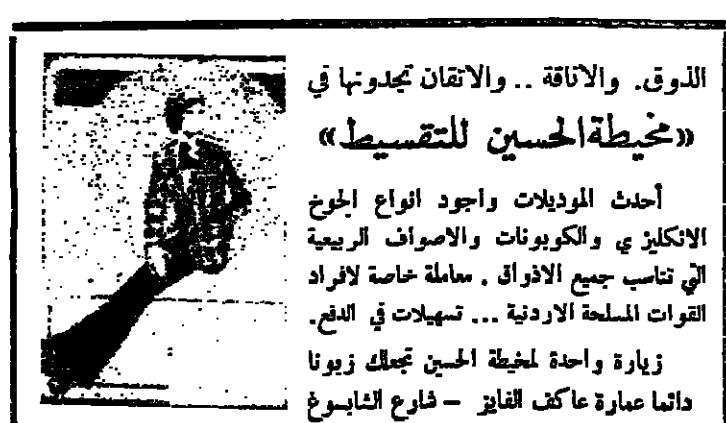 الذوق. والاناقة .. والاتقان تجدونها في
«مخيطة الحسين للتقسيط»
أحدث الموديلات واجود انواع الجوخ
الانكليزي والكوبونات والاصواف الربيعية
التي تناسب جميع الاذواق . معاملة خاصة لافراد
القوات المسلحة الاردنية ... تسهيلات في الدفع.
زيارة واحدة لمخيطة الحسين تجعلك زبونا
دائما عمارة عاكف الفايز – شارع الشابسوغ